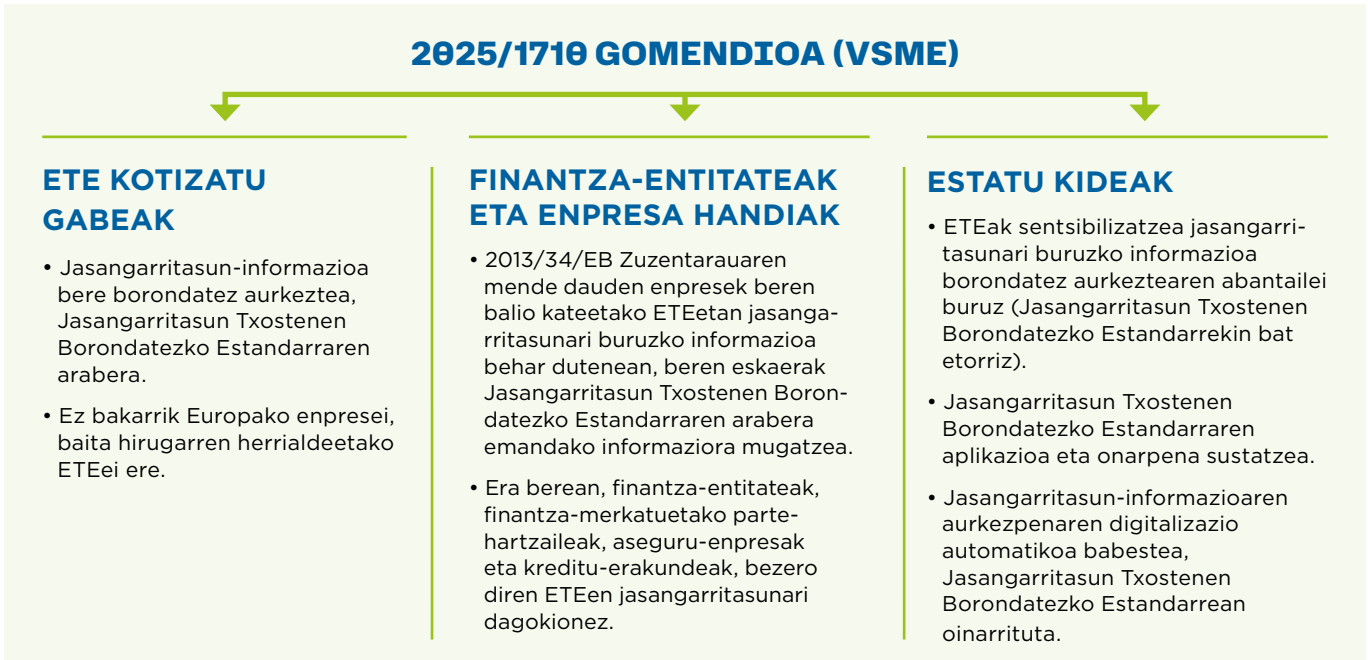 2025/1710 GOMENDIOA (VSME)
ETE KOTIZATU
GABEAK
• Jasangarritasun-informazioa
bere borondatez aurkeztea,
Jasangarritasun Txostenen
Borondatezko Estandarraren
arabera.
• Ez bakarrik Europako enpresei,
baita hirugarren herrialdeetako
ETEei ere.
FINANTZA-ENTITATEAK
ETA ENPRESA HANDIAK
• 2013/34/EB Zuzentarauaren
mende dauden enpresek beren
balio kateetako ETEetan jasanga-
rritasunari buruzko informazioa
behar dutenean, beren eskaerak
Jasangarritasun Txostenen Boron-
datezko Estandarraren arabera
emandako informaziora mugatzea.
• Era berean, finantza-entitateak,
finantza-merkatuetako parte-
hartzaileak, aseguru-enpresak
eta kreditu-erakundeak, bezero
diren ETEen jasangarritasunari
dagokionez.
ESTATU KIDEAK
• ETEak sentsibilizatzea jasangarri-
tasunari buruzko informazioa
borondatez aurkeztearen abantailei
buruz (Jasangarritasun Txostenen
Borondatezko Estandarrekin bat
etorriz).
• Jasangarritasun Txostenen
Borondatezko Estandarraren
aplikazioa eta onarpena sustatzea.
• Jasangarritasun-informazioaren
aurkezpenaren digitalizazio
automatikoa babestea,
Jasangarritasun Txostenen
Borondatezko Estandarrean
oinarrituta.